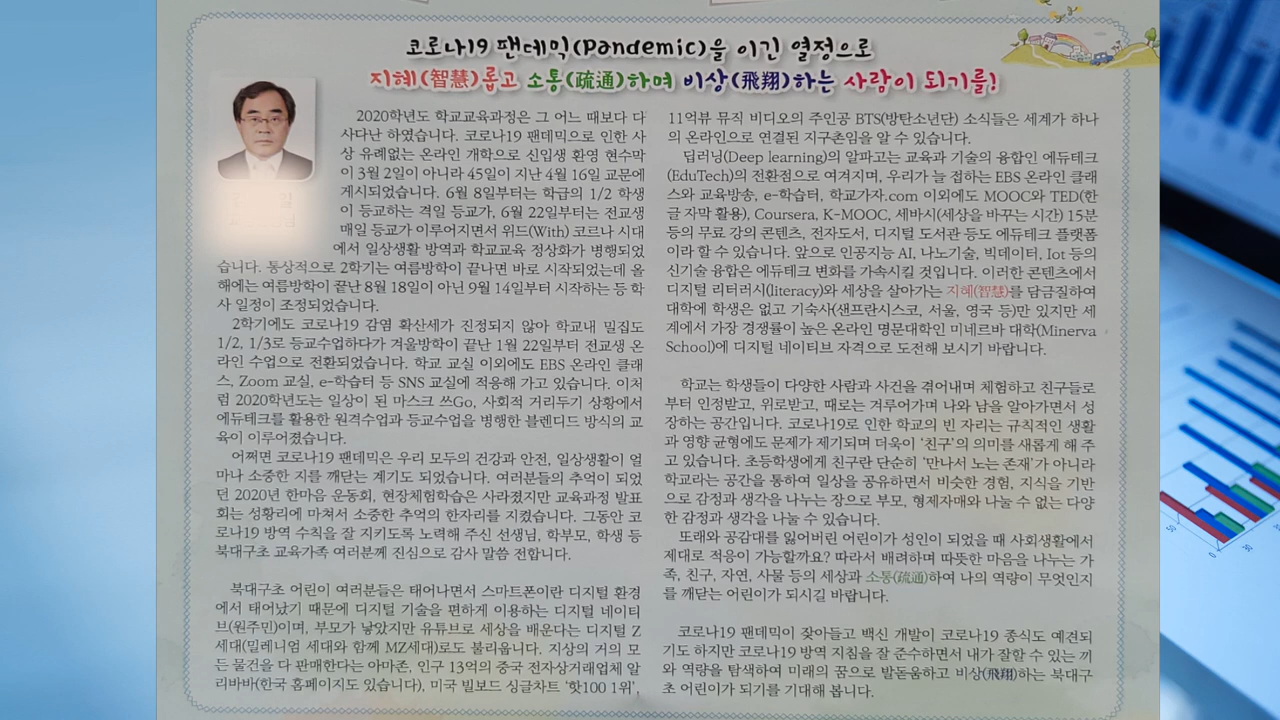 코로나19 팬데믹(Pandemic)을 이긴 열정으로
지혜(智慧)롭고 소통(疏通)하며 비상(飛翔)하는 사람이 되기를!
2020학년도 학교교육과정은 그 어느 때보다 다
사다난 하였습니다. 코로나19 팬데믹으로 인한 사
상 유례없는 온라인 개학으로 신입생 환영 현수막
이 3월 2일이 아니라 45일이 지난 4월 16일 교문에
게시되었습니다. 6월 8일부터는 학급의 1/2 학생
이 등교하는 격일 등교가, 6월 22일부터는 전교생
매일 등교가 이루어지면서 위드(With) 코르나 시대
에서 일상생활 방역과 학교교육 정상화가 병행되었
습니다. 통상적으로 2학기는 여름방학이 끝나면 바로 시작되었는데 올
해에는 여름방학이 끝난 8월 18일이 아닌 9월 14일부터 시작하는 등 학
사 일정이 조정되었습니다.
2학기에도 코로나19 감염 확산세가 진정되지 않아 학교내 밀집도
1/2, 1/3로 등교수업하다가 겨울방학이 끝난 1월 22일부터 전교생 온
라인 수업으로 전환되었습니다. 학교 교실 이외에도 EBS 온라인 클래
스, Zoom 교실, e-학습터 등 SNS 교실에 적응해 가고 있습니다. 이처
럼 2020학년도는 일상이 된 마스크 쓰Go, 사회적 거리두기 상황에서
에듀테크를 활용한 원격수업과 등교수업을 병행한 블렌디드 방식의 교
육이 이루어졌습니다.
어쩌면 코로나19 팬데믹은 우리 모두의 건강과 안전, 일상생활이 얼
마나 소중한 지를 깨닫는 계기도 되었습니다. 여러분들의 추억이 되었
던 2020년 한마음 운동회, 현장체험학습은 사라졌지만 교육과정 발표
회는 성황리에 마쳐서 소중한 추억의 한자리를 지켰습니다. 그동안 코
로나19 방역 수칙을 잘 지키도록 노력해 주신 선생님, 학부모, 학생 등
북대구초 교육가족 여러분께 진심으로 감사 말씀 전합니다.
북대구초 어린이 여러분들은 태어나면서 스마트폰이란 디지털 환경
에서 태어났기 때문에 디지털 기술을 편하게 이용하는 디지털 네이티
브(원주민)이며, 부모가 낳았지만 유튜브로 세상을 배운다는 디지털 Z
세대(밀레니엄 세대와 함께 MZ세대)로도 불리웁니다. 지상의 거의 모
든 물건을 다 판매한다는 아마존, 인구 13억의 중국 전자상거래업체 알
리바바(한국 홈페이지도 있습니다), 미국 빌보드 싱글차트 '핫100 1위',
11억뷰 뮤직 비디오의 주인공 BTS(방탄소년단) 소식들은 세계가 하나
의 온라인으로 연결된 지구촌임을 알 수 있습니다.
딥러닝(Deep learning)의 알파고는 교육과 기술의 융합인 에듀테크
(EduTech)의 전환점으로 여겨지며, 우리가 늘 접하는 EBS 온라인 클래
스와 교육방송, e-학습터, 학교가자.com 이외에도 MOOC와 TED(한
글 자막 활용), Coursera, K-MOOC, 세바시(세상을 바꾸는 시간) 15분
등의 무료 강의 콘텐츠, 전자도서, 디지털 도서관 등도 에듀테크 플랫폼
이라 할 수 있습니다. 앞으로 인공지능 AI, 나노기술, 빅데이터, Iot 등의
신기술 융합은 에듀테크 변화를 가속시킬 것입니다. 이러한 콘텐츠에서
디지털 리터러시(literacy)와 세상을 살아가는 지혜(智慧)를 담금질하여
대학에 학생은 없고 기숙사(샌프란시스코, 서울, 영국 등)만 있지만 세
계에서 가장 경쟁률이 높은 온라인 명문대학인 미네르바 대학(Minerva
School)에 디지털 네이티브 자격으로 도전해 보시기 바랍니다.
학교는 학생들이 다양한 사람과 사건을 겪어내며 체험하고 친구들로
부터 인정받고, 위로받고, 때로는 겨루어가며 나와 남을 알아가면서 성
장하는 공간입니다. 코로나19로 인한 학교의 빈 자리는 규칙적인 생활
과 영향 균형에도 문제가 제기되며 더욱이 '친구'의 의미를 새롭게 해 주
고 있습니다. 초등학생에게 친구란 단순히 '만나서 노는 존재'가 아니라
학교라는 공간을 통하여 일상을 공유하면서 비슷한 경험, 지식을 기반
으로 감정과 생각을 나누는 장으로 부모, 형제자매와 나눌 수 없는 다양
한 감정과 생각을 나눌 수 있습니다.
또래와 공감대를 잃어버린 어린이가 성인이 되었을 때 사회생활에서
제대로 적응이 가능할까요? 따라서 배려하며 따뜻한 마음을 나누는 가
족, 친구, 자연, 사물 등의 세상과 소통(疏通)하여 나의 역량이 무엇인지
를 깨닫는 어린이가 되시길 바랍니다.
코로나19 팬데믹이 잦아들고 백신 개발이 코로나19 종식도 예견되
기도 하지만 코로나19 방역 지침을 잘 준수하면서 내가 잘할 수 있는 끼
와 역량을 탐색하여 미래의 꿈으로 발돋움하고 비상(飛翔)하는 북대구
초 어린이가 되기를 기대해 봅니다.